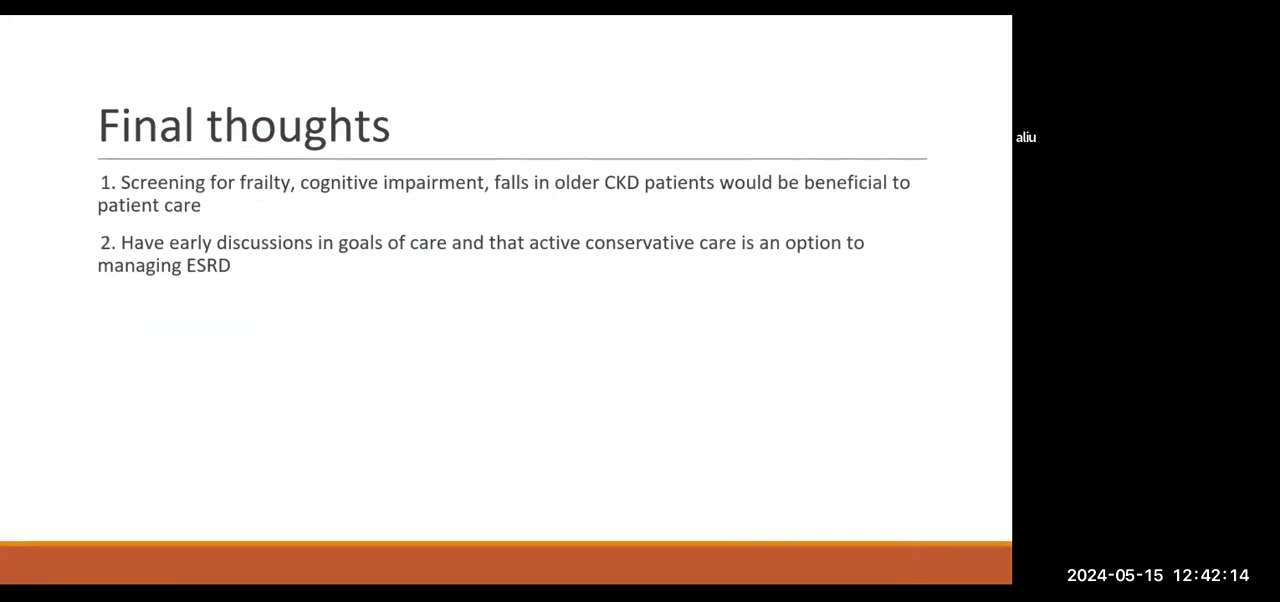 Final thoughts
1. Screening for frailty, cognitive impairment, falls in older CKD patients would be beneficial to
patient care
2. Have early discussions in goals of care and that active conservative care is an option to
managing ESRD
aliu
2024-05-15 12:42:14